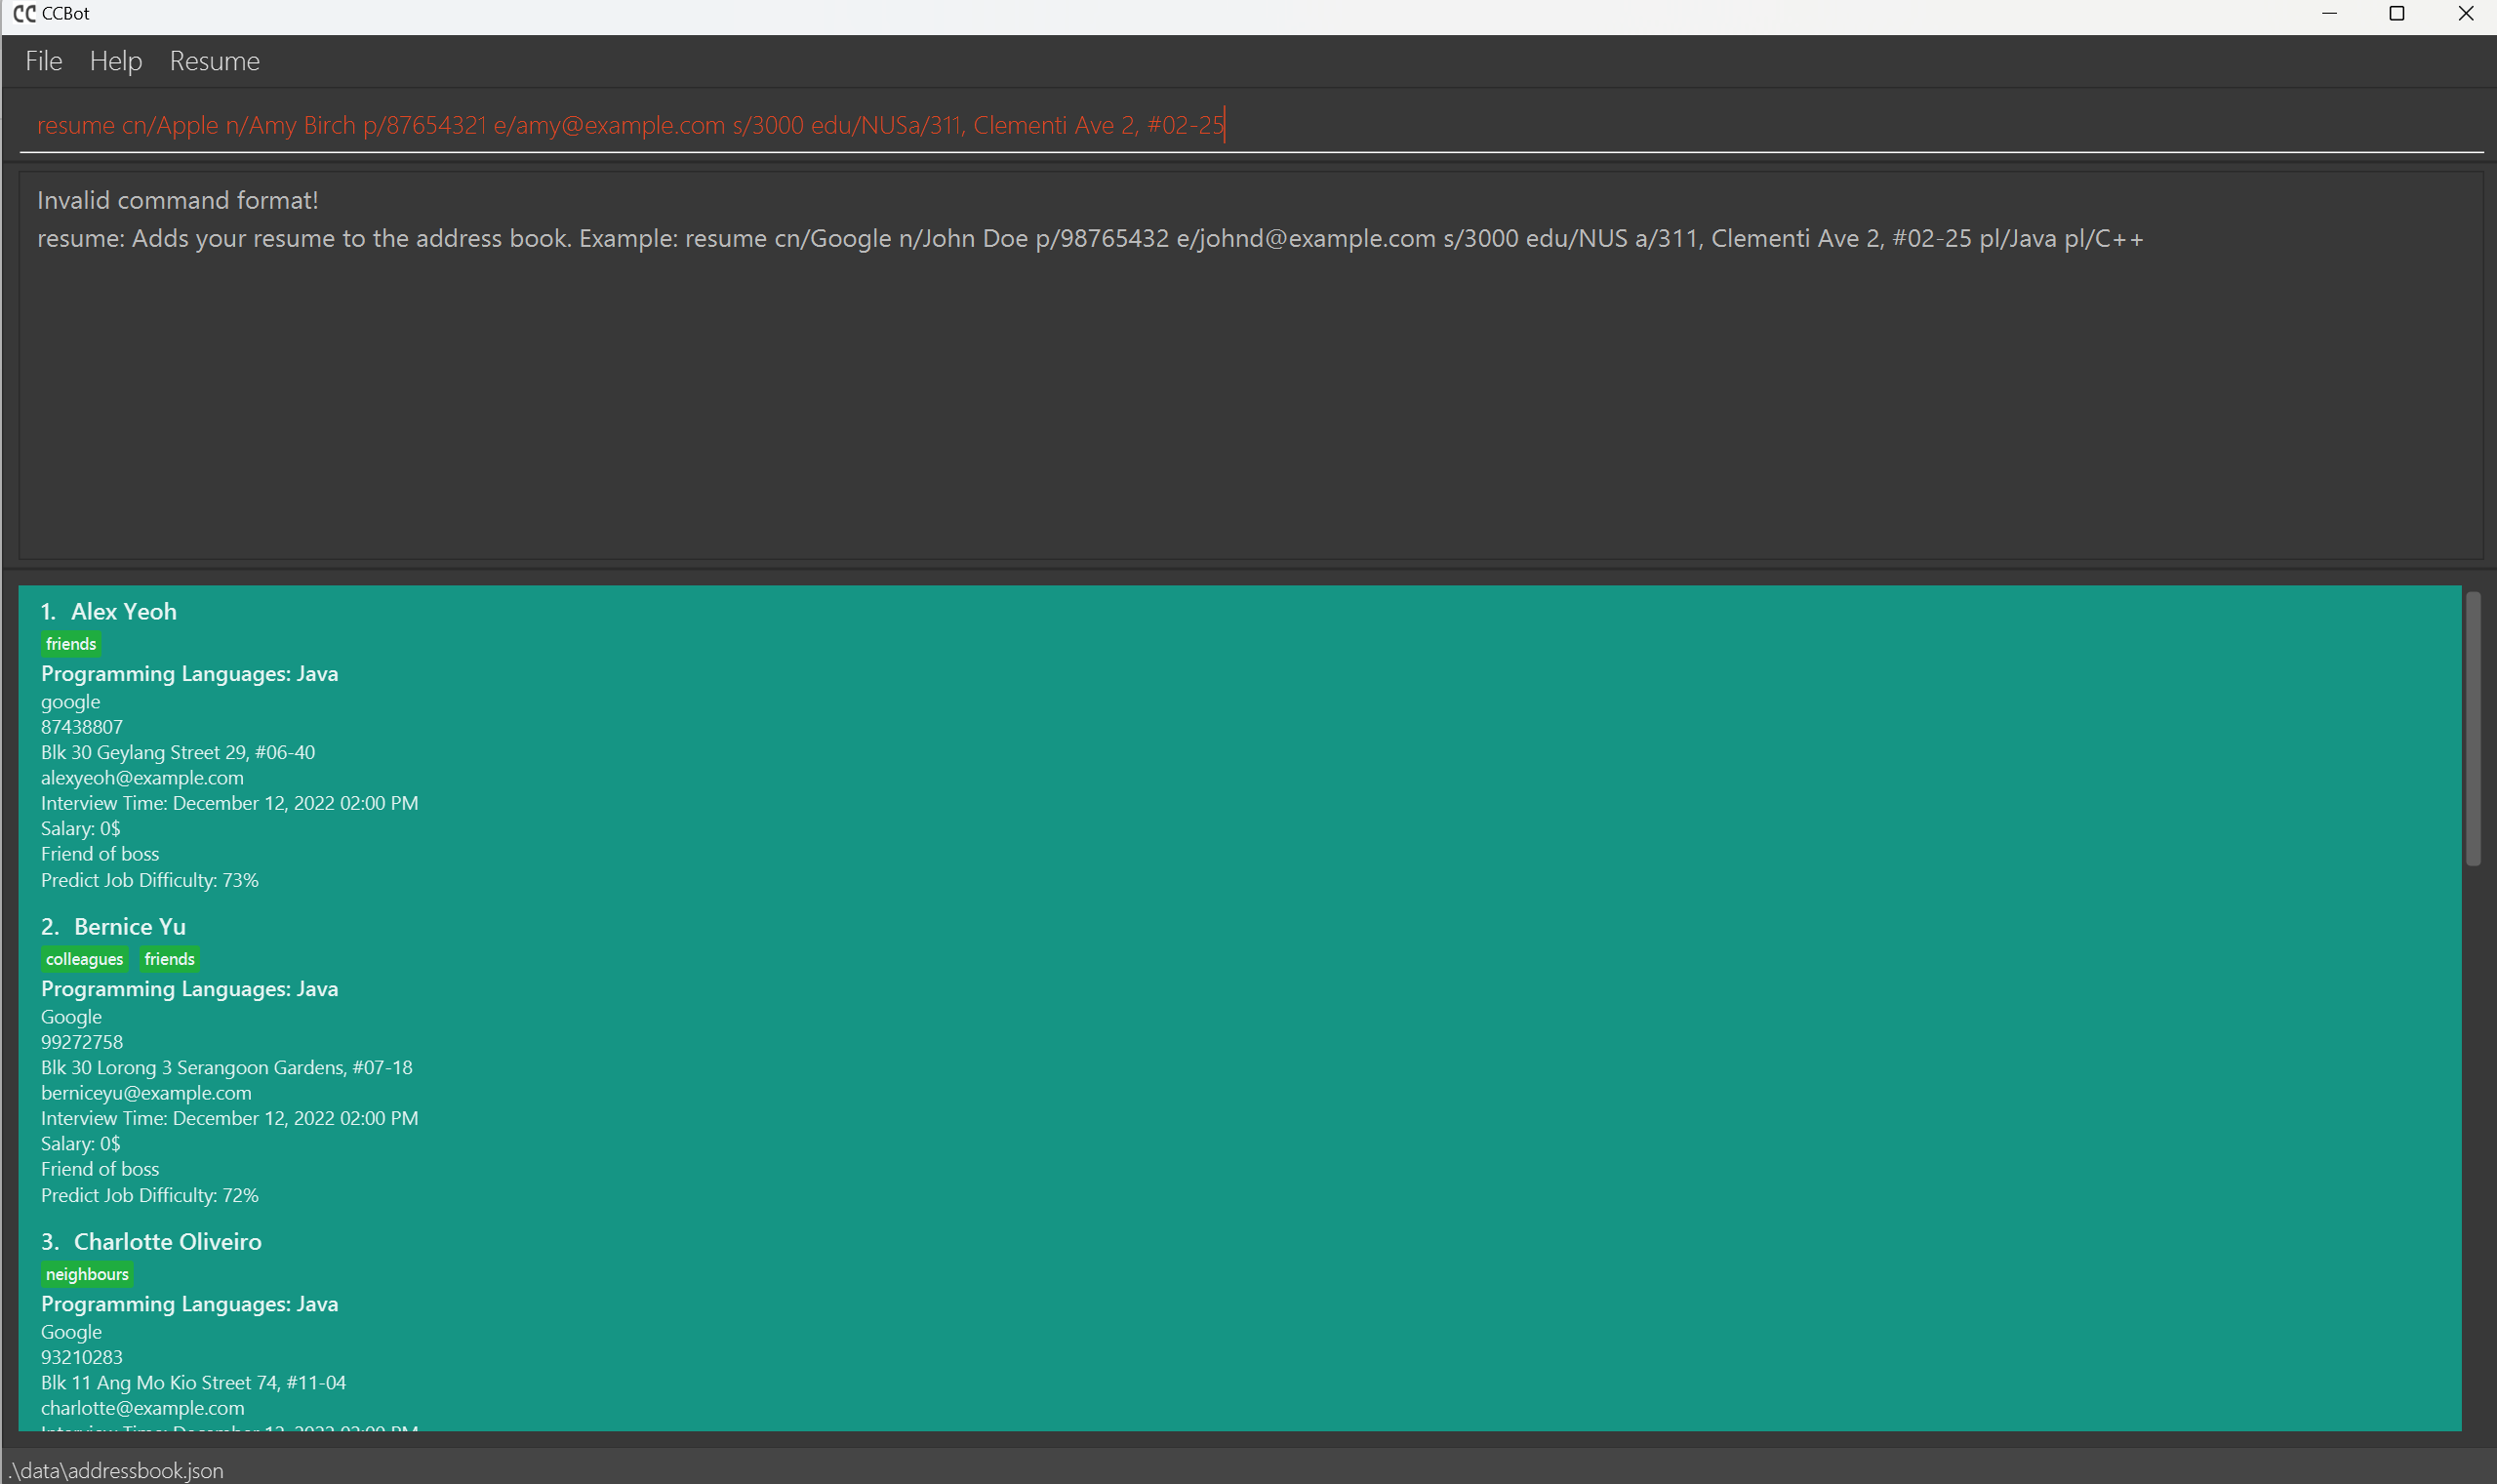 CC CCBot
File Help Resume
resume cn/Apple n/Amy Birch p/87654321 e/amy@example.com s/3000 edu/NUSa/311, Clementi Ave 2, #02-25
Invalid command format!
resume: Adds your resume to the address book. Example: resume cn/Google n/John Doe p/98765432 e/johnd@example.com s/3000 edu/NUS a/311, Clementi Ave 2, #02-25 pl/Java pl/C++
1. Alex Yeoh
friends
Programming Languages: Java
google
87438807
Blk 30 Geylang Street 29, #06-40
alexyeoh@example.com
Interview Time: December 12, 2022 02:00 PM
Salary: 0$
Friend of boss
Predict Job Difficulty: 73%
2. Bernice Yu
colleagues friends
Programming Languages: Java
Google
99272758
Blk 30 Lorong 3 Serangoon Gardens, #07-18
berniceyu@example.com
Interview Time: December 12, 2022 02:00 PM
Salary: 0$
Friend of boss
Predict Job Difficulty: 72%
3. Charlotte Oliveiro
neighbours
Programming Languages: Java
Google
93210283
Blk 11 Ang Mo Kio Street 74, #11-04
charlotte@example.com
.\data\addressbook.json